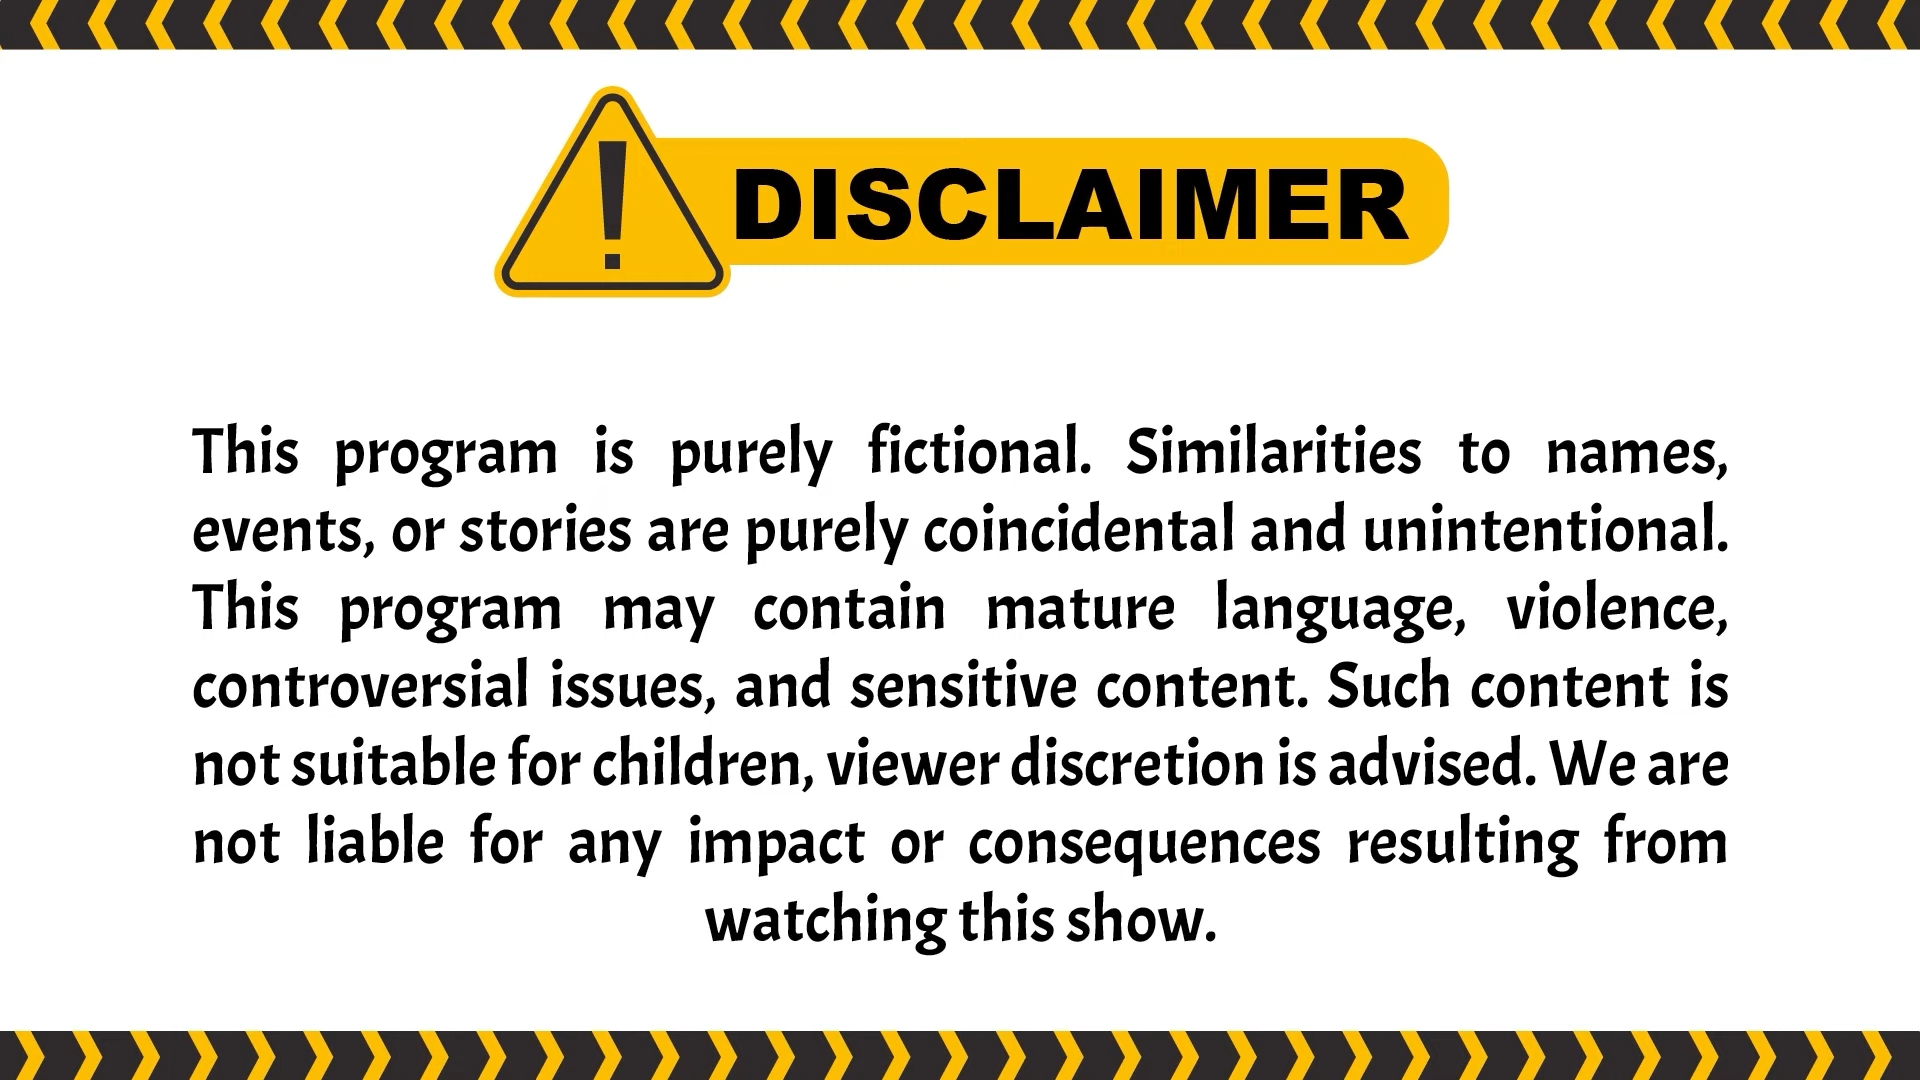 DISCLAIMER
This program is purely fictional. Similarities to names,
events, or stories are purely coincidental and unintentional.
This program may contain mature language, violence,
controversial issues, and sensitive content. Such content is
not suitable for children, viewer discretion is advised. We are
not liable for any impact or consequences resulting from
watching this show.